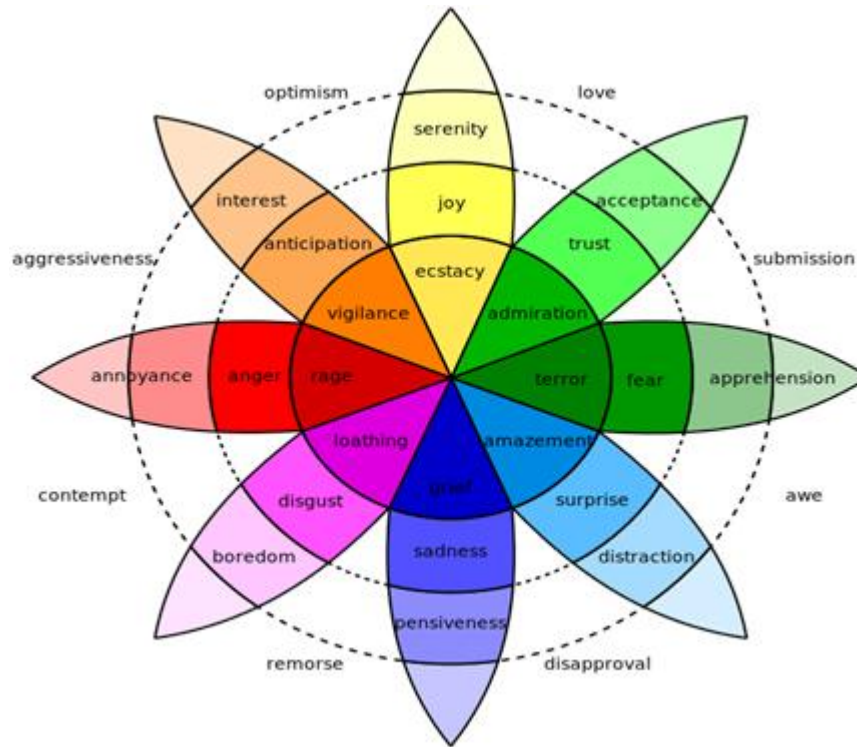 optimism
love
serenity
interest
acceptance
joy
anticipation
trust
aggressiveness
submission
ecstacy
vigilance
admiration
annoyance
anger
rage
terror
fear
apprehension
loathing
amazement
grief
contempt
disgust
surprise
awe
boredom
sadness
distraction
pensiveness
remorse
disapproval